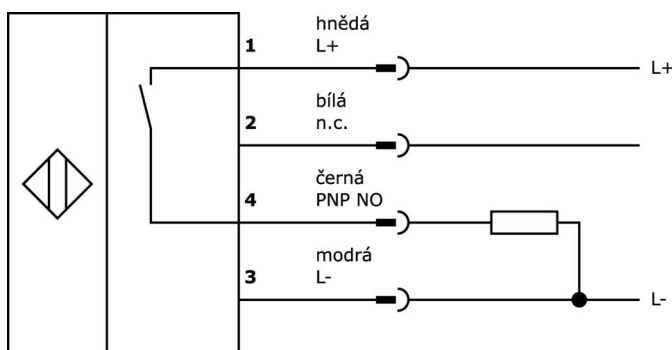 hnědá
1 L+
L+
bílá
2 n.c.
černá
4 PNP NO
modrá
3 L-
L-